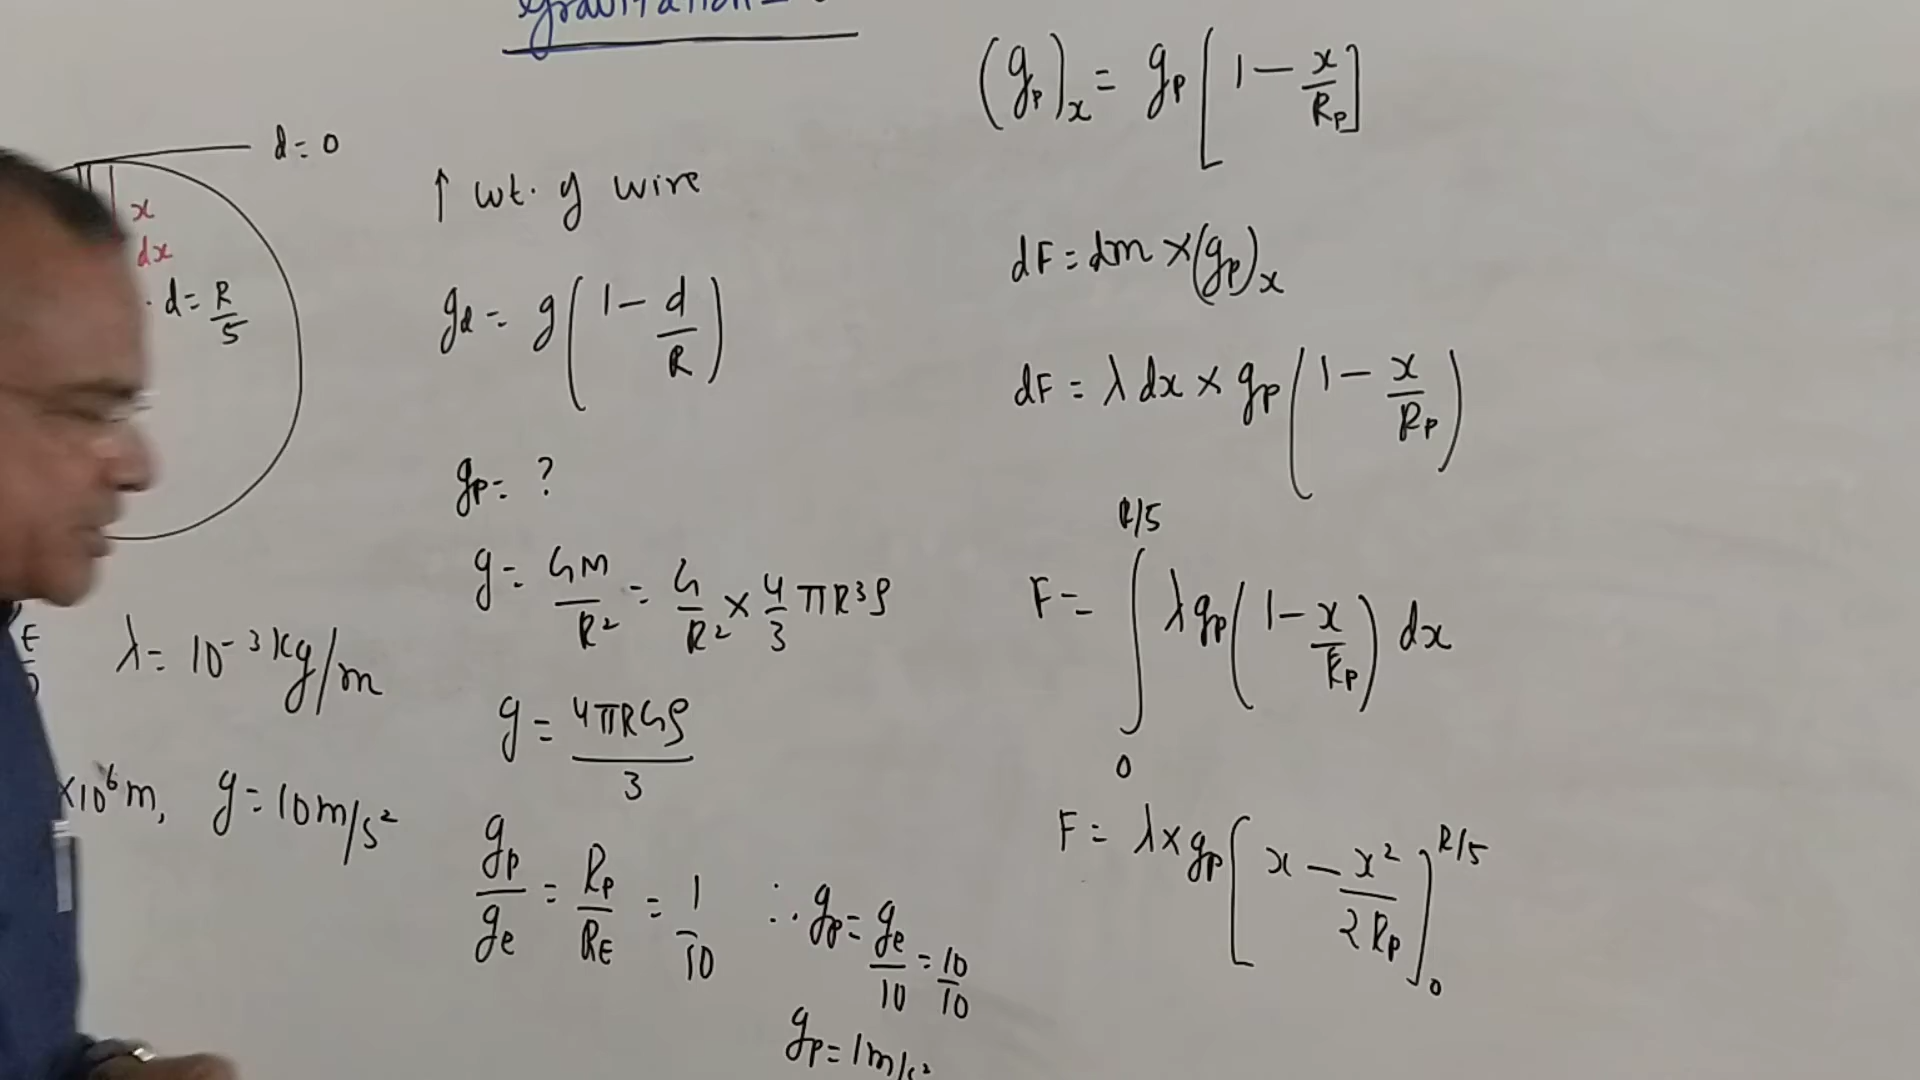 Gravitation -
d = 0
x
dx
d = R/5
λ = 10⁻³ kg/m
×10⁶ m, g = 10 m/s²
↑ wt. of wire
g_d = g(1 - d/R)
g_p = ?
g = GM/R² = G/R² × 4/3 πR³ρ
g = 4πRGρ/3
g_p/g_e = R_p/R_E = 1/10 ∴ g_p = g_e/10 = 10/10
g_p = 1 m/s²
(g_p)_x = g_p[1 - x/R_p]
dF = dm × (g_p)_x
dF = λ dx × g_p(1 - x/R_p)
F = ∫₀^{R/5} λ g_p(1 - x/R_p) dx
F = λ × g_p[x - x²/2R_p]₀^{R/5}